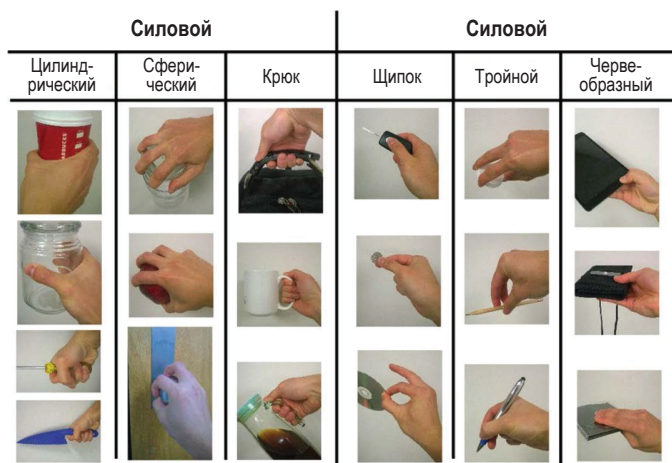 Силовой Силовой
Цилинд-
рический
Сфери-
ческий
Крюк
Щипок
Тройной
Черве-
образный